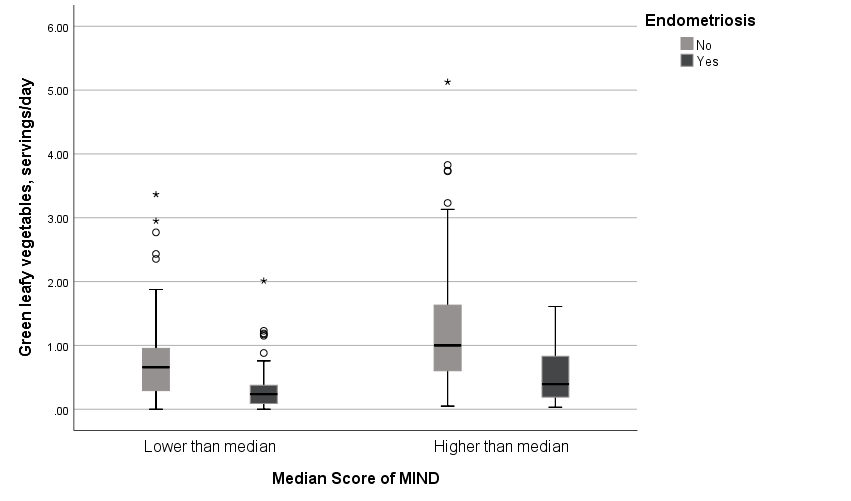 Endometriosis
No
Yes
Green leafy vegetables, servings/day
6.00
5.00
4.00
3.00
2.00
1.00
.00
Lower than median
Higher than median
Median Score of MIND